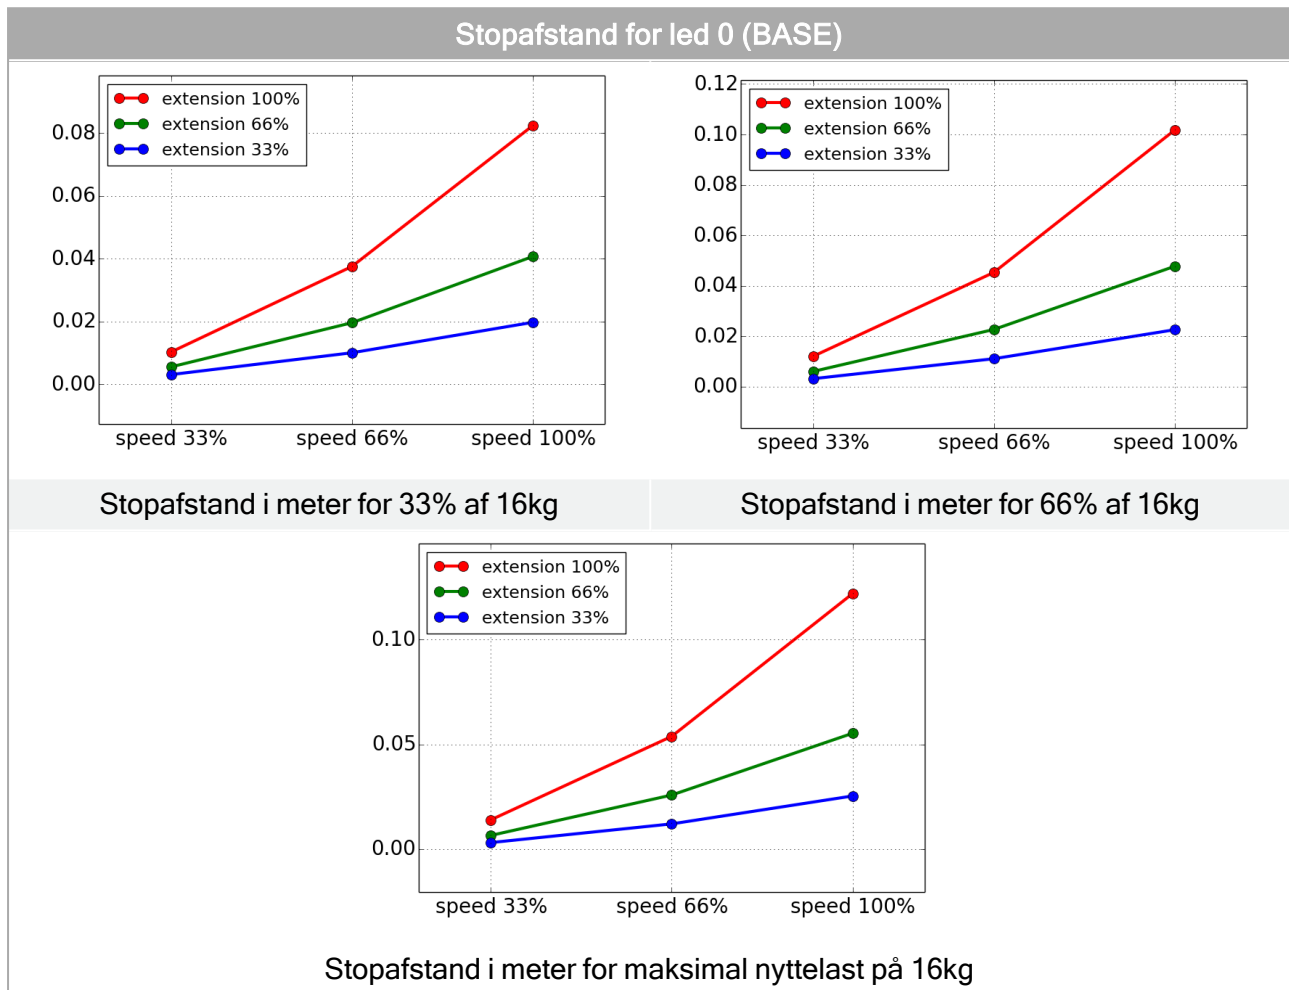 Stopafstand for led 0 (BASE)
extension 100%
extension 66%
extension 33%
0.08
0.06
0.04
0.02
0.00
speed 33% speed 66% speed 100%
0.12
extension 100%
extension 66%
extension 33%
0.10
0.08
0.06
0.04
0.02
0.00
speed 33% speed 66% speed 100%
Stopafstand i meter for 33% af 16kg
Stopafstand i meter for 66% af 16kg
extension 100%
extension 66%
extension 33%
0.10
0.05
0.00
speed 33% speed 66% speed 100%
Stopafstand i meter for maksimal nyttelast på 16kg